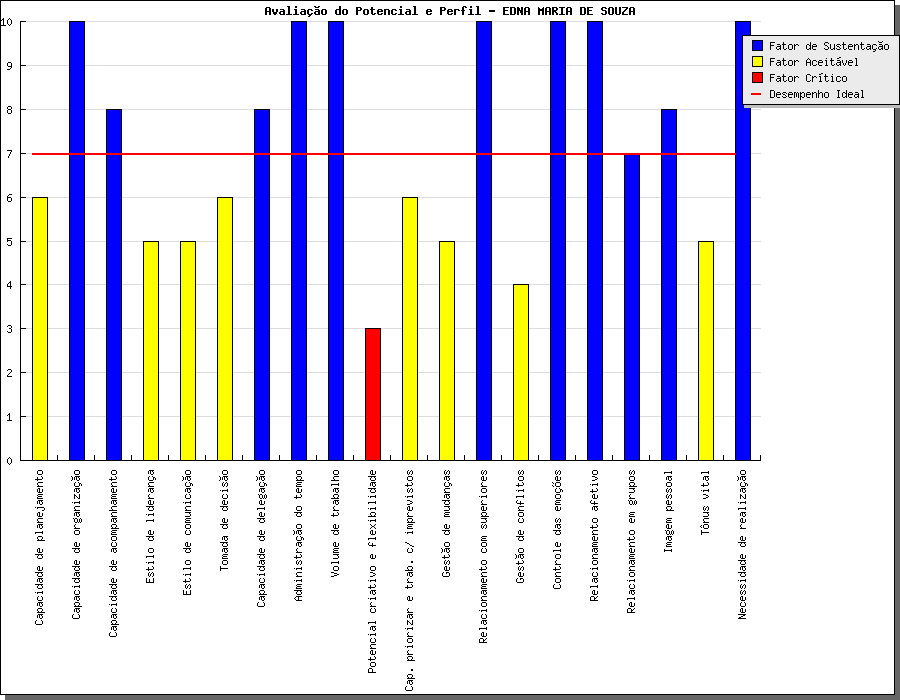 Avaliação do Potencial e Perfil - EDNA MARIA DE SOUZA
10
9
8
7
6
5
4
3
2
1
0
Fator de Sustentação
Fator Aceitável
Fator Crítico
Desempenho Ideal
Capacidade de planejamento
Capacidade de organização
Capacidade de acompanhamento
Estilo de liderança
Estilo de comunicação
Tomada de decisão
Capacidade de delegação
Administração do tempo
Volume de trabalho
Potencial criativo e flexibilidade
Cap. priorizar e trab. c/ imprevistos
Gestão de mudanças
Relacionamento com superiores
Gestão de conflitos
Controle das emoções
Relacionamento afetivo
Relacionamento em grupos
Imagem pessoal
Tônus vital
Necessidade de realização